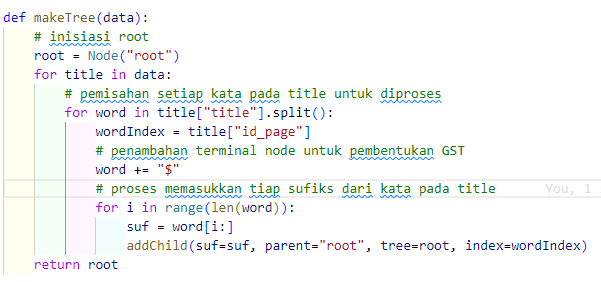 def makeTree(data):
    # inisiasi root
    root = Node("root")
    for title in data:
        # pemisahan setiap kata pada title untuk diproses
        for word in title["title"].split():
            wordIndex = title["id_page"]
            # penambahan terminal node untuk pembentukan GST
            word += "$"
            # proses memasukkan tiap sufiks dari kata pada title You, 1
            for i in range(len(word)):
                suf = word[i:]
                addChild(suf=suf, parent="root", tree=root, index=wordIndex)
    return root